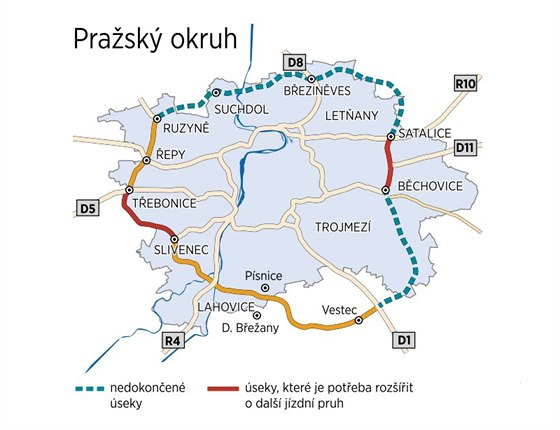 Pražský okruh
D8
R10
BŘEZINĚVES
SUCHDOL
LETŇANY
RUZYNĚ
SATALICE
D11
ŘEPY
BĚCHOVICE
TŘEBONICE
D5
TROJMEZÍ
SLIVENEC
Písnice
LAHOVICE
Vestec
D. Břežany
R4
D1
nedokončené
úseky
úseky, které je potřeba rozšířit
o další jízdní pruh